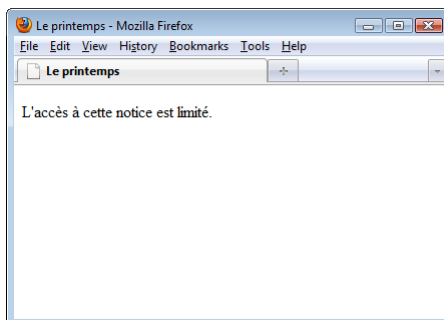 Le printemps - Mozilla Firefox
File Edit View History Bookmarks Tools Help
Le printemps
L'accès à cette notice est limité.